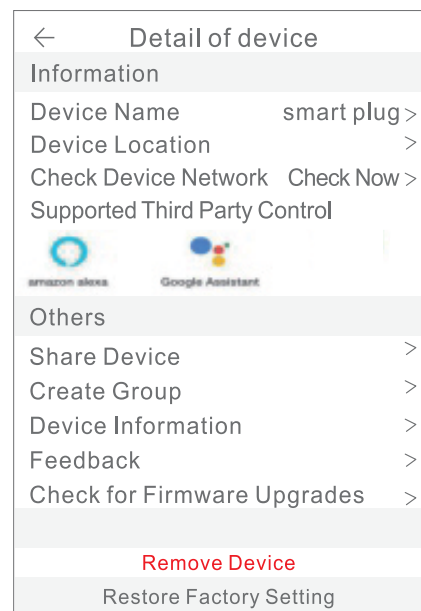 ← Detail of device
Information
Device Name smart plug >
Device Location >
Check Device Network Check Now >
Supported Third Party Control
amazon alexa Google Assistant
Others
Share Device >
Create Group >
Device Information >
Feedback >
Check for Firmware Upgrades >
Remove Device
Restore Factory Setting